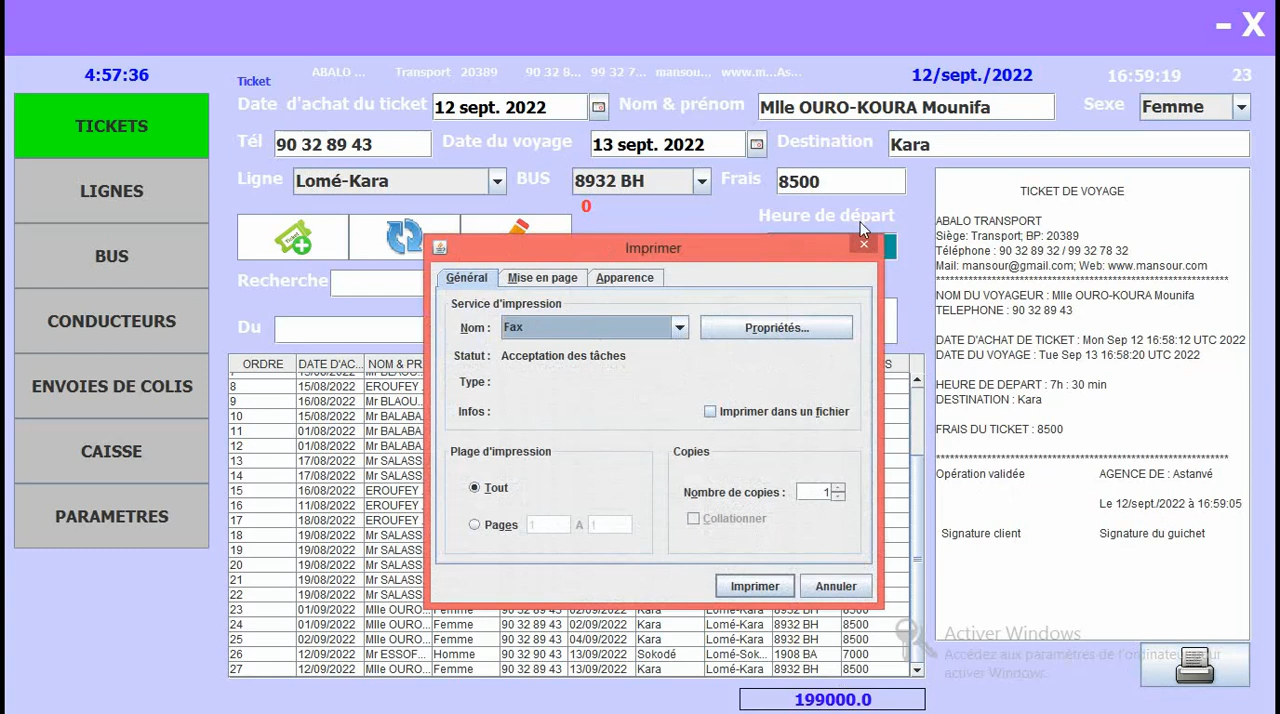 – X
4:57:36
Ticket
ABALO ... Transport 20389 90 32 8... 99 32 7... mansou... www.m...As...
12/sept./2022 16:59:19 23
Date d'achat du ticket 12 sept. 2022 Nom & prénom Mlle OURO-KOURA Mounifa Sexe Femme
Tél 90 32 89 43 Date du voyage 13 sept. 2022 Destination Kara
Ligne Lomé-Kara BUS 8932 BH Frais 8500
0
Heure de départ
TICKETS
LIGNES
BUS
CONDUCTEURS
ENVOIES DE COLIS
CAISSE
PARAMETRES
Recherche
Du
Imprimer
Général Mise en page Apparence
Service d'impression
Nom : Fax Propriétés...
Statut : Acceptation des tâches
Type :
Infos : Imprimer dans un fichier
Plage d'impression
Tout
Pages 1 A 1
Copies
Nombre de copies : 1
Collationner
Imprimer Annuler
ORDRE DATE D'AC... NOM & PR
8 15/08/2022 EROUFEY
9 16/08/2022 Mr BLAOU...
10 15/08/2022 Mr BALABA
11 01/08/2022 Mr BALABA
12 01/08/2022 Mr BALABA
13 17/08/2022 Mr SALASS
14 17/08/2022 Mr SALASS
15 16/08/2022 EROUFEY
16 11/08/2022 EROUFEY
17 18/08/2022 EROUFEY
18 19/08/2022 Mr SALASS
19 19/08/2022 Mr SALASS
20 19/08/2022 Mr SALASS
21 19/08/2022 Mr SALASS
22 19/08/2022 Mr SALASS
23 01/09/2022 Mlle OURO... Femme 90 32 89 43 02/09/2022 Kara Lomé-Kara 8932 BH 8500
24 01/09/2022 Mlle OURO... Femme 90 32 89 43 02/09/2022 Kara Lomé-Kara 8932 BH 8500
25 02/09/2022 Mlle OURO... Femme 90 32 89 43 04/09/2022 Kara Lomé-Kara 8932 BH 8500
26 12/09/2022 Mr ESSOF... Homme 90 32 89 43 13/09/2022 Sokodé Lomé-Sok... 1908 BA 7000
27 12/09/2022 Mlle OURO... Femme 90 32 89 43 13/09/2022 Kara Lomé-Kara 8932 BH 8500
199000.0
TICKET DE VOYAGE
ABALO TRANSPORT
Siège: Transport; BP: 20389
Téléphone : 90 32 89 32 / 99 32 78 32
Mail: mansour@gmail.com; Web: www.mansour.com
NOM DU VOYAGEUR : Mlle OURO-KOURA Mounifa
TELEPHONE : 90 32 89 43
DATE D'ACHAT DE TICKET : Mon Sep 12 16:58:12 UTC 2022
DATE DU VOYAGE : Tue Sep 13 16:58:20 UTC 2022
HEURE DE DEPART : 7h : 30 min
DESTINATION : Kara
FRAIS DU TICKET : 8500
Opération validée AGENCE DE : Astanvé
Le 12/sept./2022 à 16:59:05
Signature client Signature du guichet
Activer Windows
Accédez aux paramètres de l'ordinateur
activer Windows.